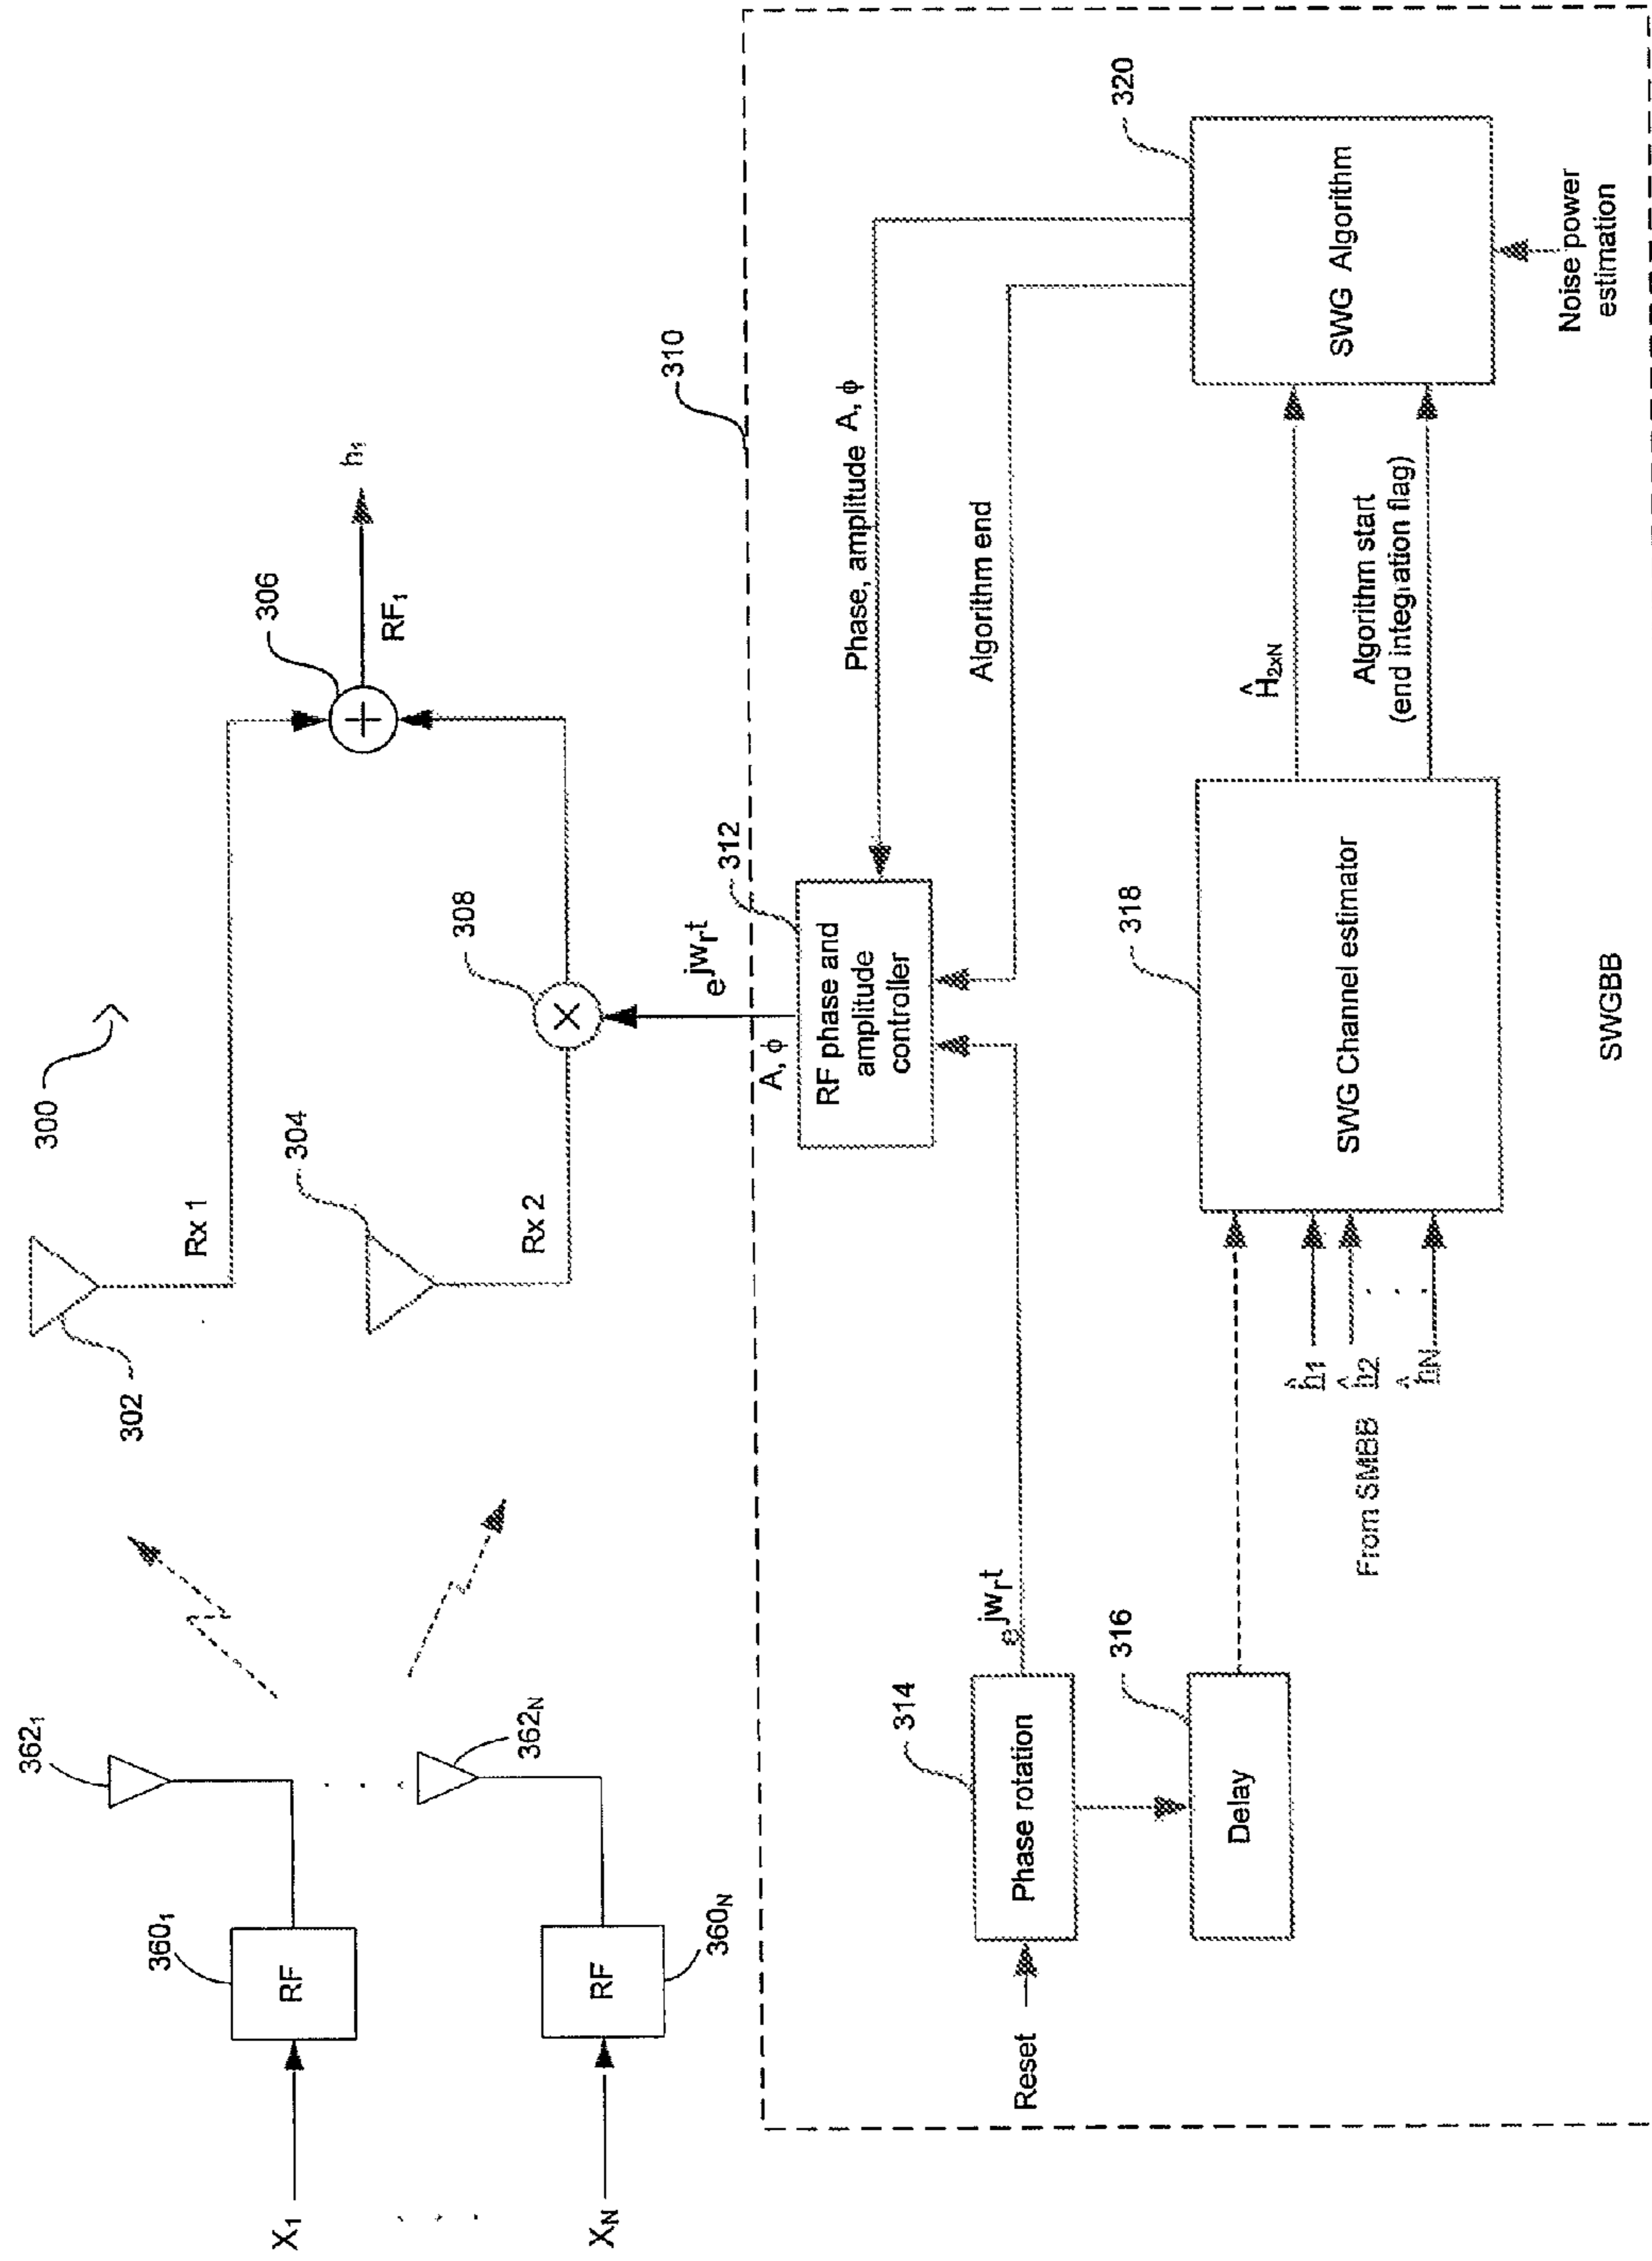 300
302
304
306
308
Rx 1
Rx 2
RF₁
h₁
362₁
362N
360₁
360N
RF
RF
X₁
XN
310
A, ϕ
e^jwrt
312
RF phase and
amplitude
controller
Phase, amplitude A, ϕ
Algorithm end
314
Phase rotation
e^jwrt
Reset
316
Delay
318
SWG Channel estimator
From SMBB
ĥ1
ĥ2
ĥN
Ĥ2xN
Algorithm start
(end integration flag)
320
SWG Algorithm
Noise power
estimation
SWGBB